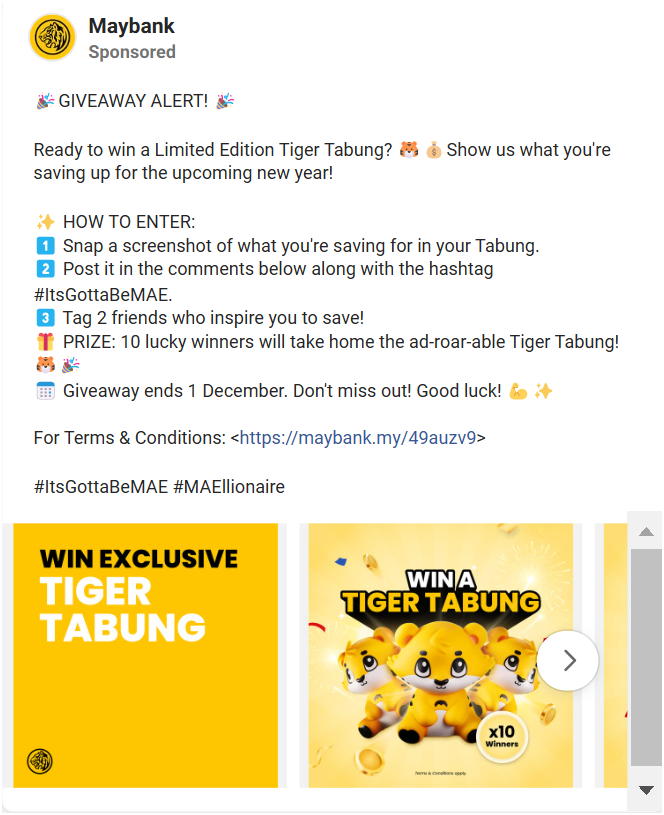 Maybank
Sponsored
🎉 GIVEAWAY ALERT! 🎉
Ready to win a Limited Edition Tiger Tabung? 🐯 💰 Show us what you're
saving up for the upcoming new year!
✨ HOW TO ENTER:
1️⃣ Snap a screenshot of what you're saving for in your Tabung.
2️⃣ Post it in the comments below along with the hashtag
#ItsGottaBeMAE.
3️⃣ Tag 2 friends who inspire you to save!
🎁 PRIZE: 10 lucky winners will take home the ad-roar-able Tiger Tabung!
🐯 🎉
🗓️ Giveaway ends 1 December. Don't miss out! Good luck! 💪 ✨
For Terms & Conditions: <https://maybank.my/49auzv9>
#ItsGottaBeMAE #MAEllionaire
WIN EXCLUSIVE
TIGER
TABUNG
WIN A
TIGER TABUNG
x10
Winners
Terms & Conditions apply.